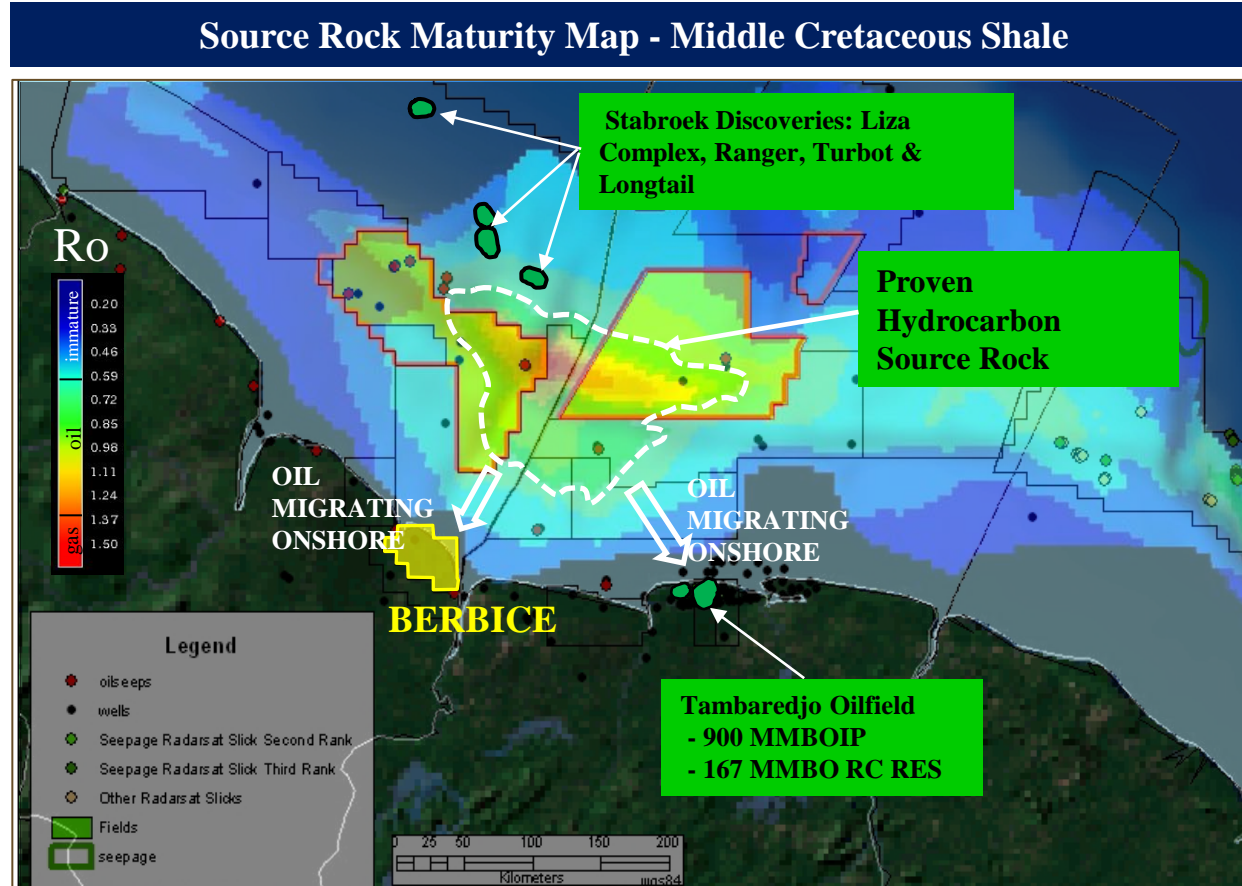 Source Rock Maturity Map - Middle Cretaceous Shale
Stabroek Discoveries: Liza
Complex, Ranger, Turbot &
Longtail
Ro
immature
oil
gas
0.20
0.33
0.46
0.59
0.72
0.85
0.98
1.11
1.24
1.37
1.50
Proven
Hydrocarbon
Source Rock
OIL
MIGRATING
ONSHORE
OIL
MIGRATING
ONSHORE
BERBICE
Legend
oilseeps
wells
Seepage Radarsat Slick Second Rank
Seepage Radarsat Slick Third Rank
Other Radarsat Slicks
Fields
seepage
Tambaredjo Oilfield
- 900 MMBOIP
- 167 MMBO RC RES
0 25 50 100 150 200
Kilometers
wgs84